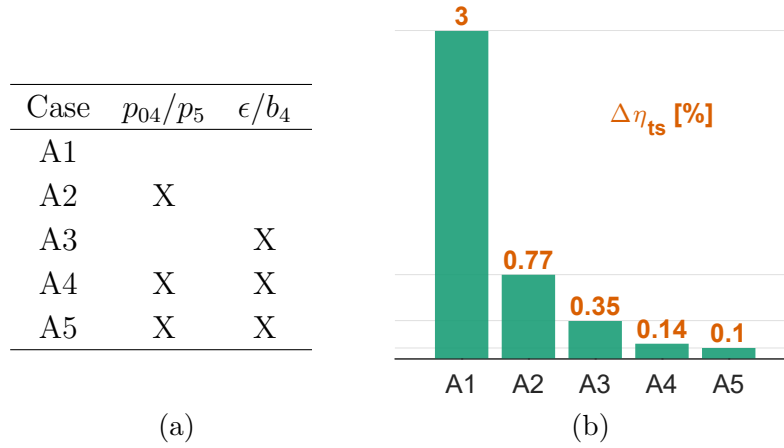 Case p₀₄/p₅ ϵ/b₄
A1
A2 X
A3 X
A4 X X
A5 X X
(a)
3
Δη_ts [%]
0.77
0.35
0.14
0.1
A1 A2 A3 A4 A5
(b)